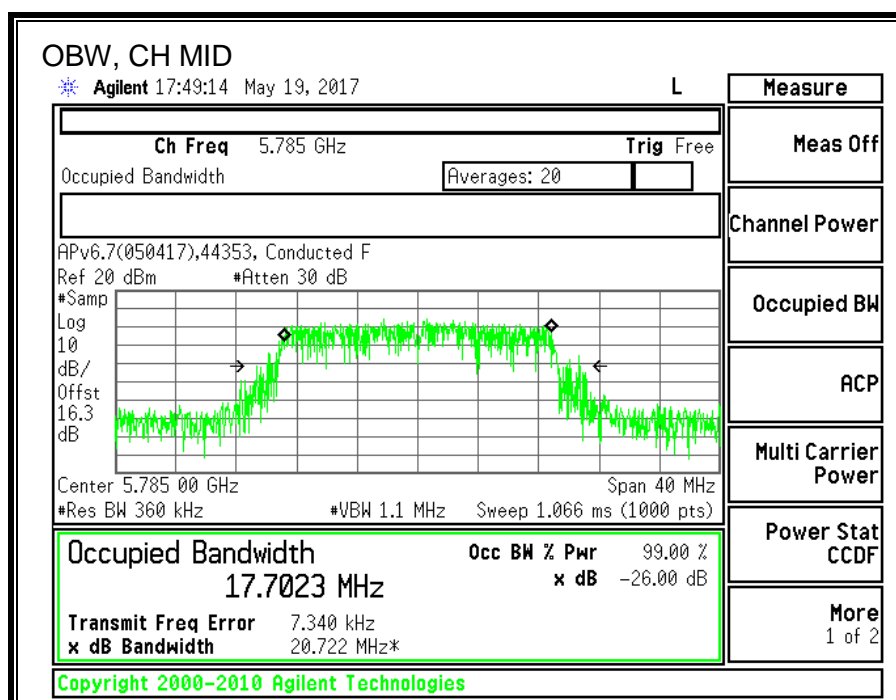 OBW, CH MID
Agilent 17:49:14 May 19, 2017 L
Measure
Ch Freq 5.785 GHz Trig Free
Meas Off
Occupied Bandwidth Averages: 20
Channel Power
APv6.7(050417),44353, Conducted F
Ref 20 dBm #Atten 30 dB
#Samp
Log
10
dB/
Offst
16.3
dB
Occupied BW
ACP
Multi Carrier
Power
Center 5.785 00 GHz Span 40 MHz
#Res BW 360 kHz #VBW 1.1 MHz Sweep 1.066 ms (1000 pts)
Power Stat
CCDF
Occupied Bandwidth Occ BW % Pwr 99.00 %
17.7023 MHz x dB -26.00 dB
Transmit Freq Error 7.340 kHz
x dB Bandwidth 20.722 MHz*
More
1 of 2
Copyright 2000-2010 Agilent Technologies